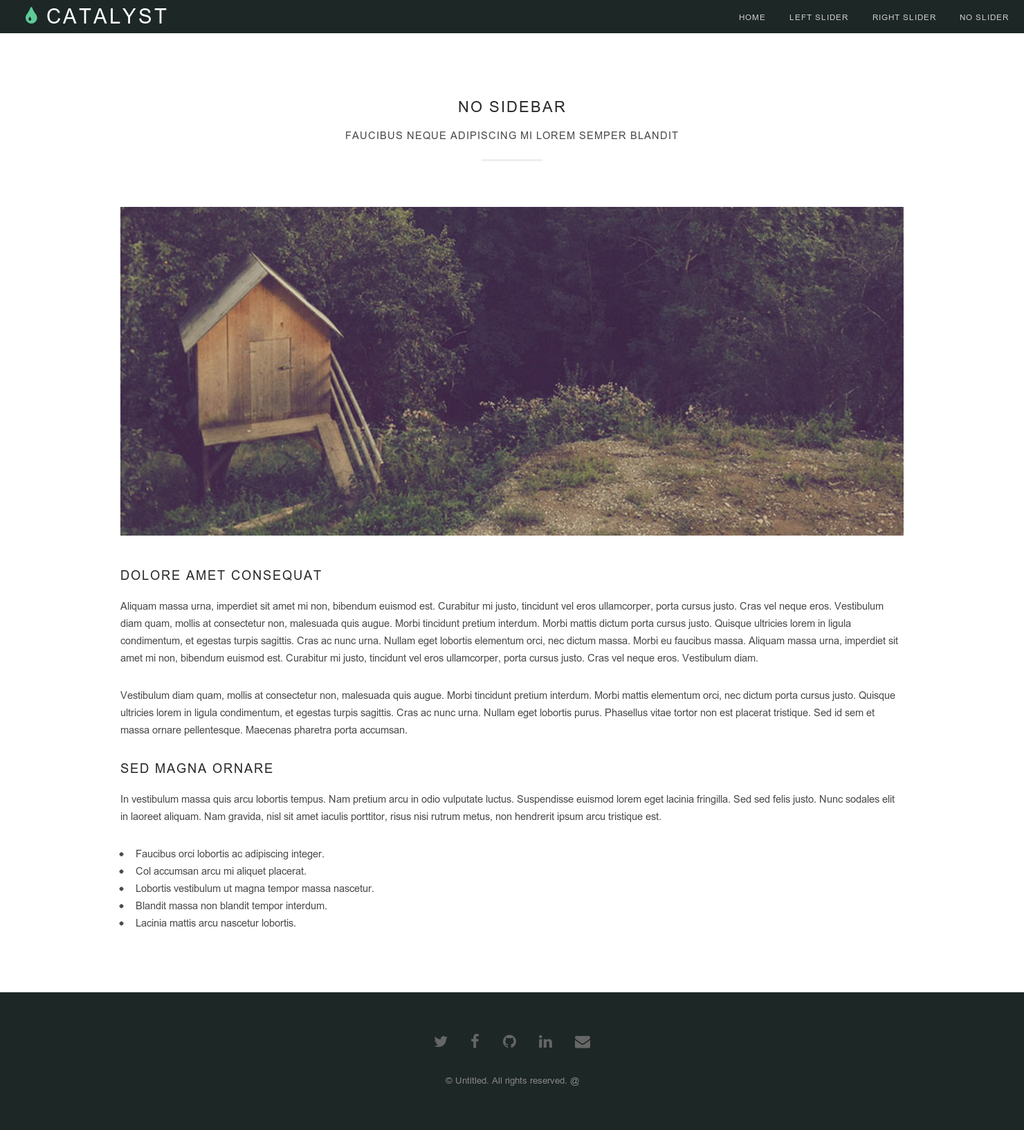 CATALYST
HOME LEFT SLIDER RIGHT SLIDER NO SLIDER
NO SIDEBAR
FAUCIBUS NEQUE ADIPISCING MI LOREM SEMPER BLANDIT
DOLORE AMET CONSEQUAT
Aliquam massa urna, imperdiet sit amet mi non, bibendum euismod est. Curabitur mi justo, tincidunt vel eros ullamcorper, porta cursus justo. Cras vel neque eros. Vestibulum
diam quam, mollis at consectetur non, malesuada quis augue. Morbi tincidunt pretium interdum. Morbi mattis dictum porta cursus justo. Quisque ultricies lorem in ligula
condimentum, et egestas turpis sagittis. Cras ac nunc urna. Nullam eget lobortis elementum orci, nec dictum massa. Morbi eu faucibus massa. Aliquam massa urna, imperdiet sit
amet mi non, bibendum euismod est. Curabitur mi justo, tincidunt vel eros ullamcorper, porta cursus justo. Cras vel neque eros. Vestibulum diam.
Vestibulum diam quam, mollis at consectetur non, malesuada quis augue. Morbi tincidunt pretium interdum. Morbi mattis elementum orci, nec dictum porta cursus justo. Quisque
ultricies lorem in ligula condimentum, et egestas turpis sagittis. Cras ac nunc urna. Nullam eget lobortis purus. Phasellus vitae tortor non est placerat tristique. Sed id sem et
massa ornare pellentesque. Maecenas pharetra porta accumsan.
SED MAGNA ORNARE
In vestibulum massa quis arcu lobortis tempus. Nam pretium arcu in odio vulputate luctus. Suspendisse euismod lorem eget lacinia fringilla. Sed sed felis justo. Nunc sodales elit
in laoreet aliquam. Nam gravida, nisl sit amet iaculis porttitor, risus nisi rutrum metus, non hendrerit ipsum arcu tristique est.
• Faucibus orci lobortis ac adipiscing integer.
• Col accumsan arcu mi aliquet placerat.
• Lobortis vestibulum ut magna tempor massa nascetur.
• Blandit massa non blandit tempor interdum.
• Lacinia mattis arcu nascetur lobortis.
© Untitled. All rights reserved. @